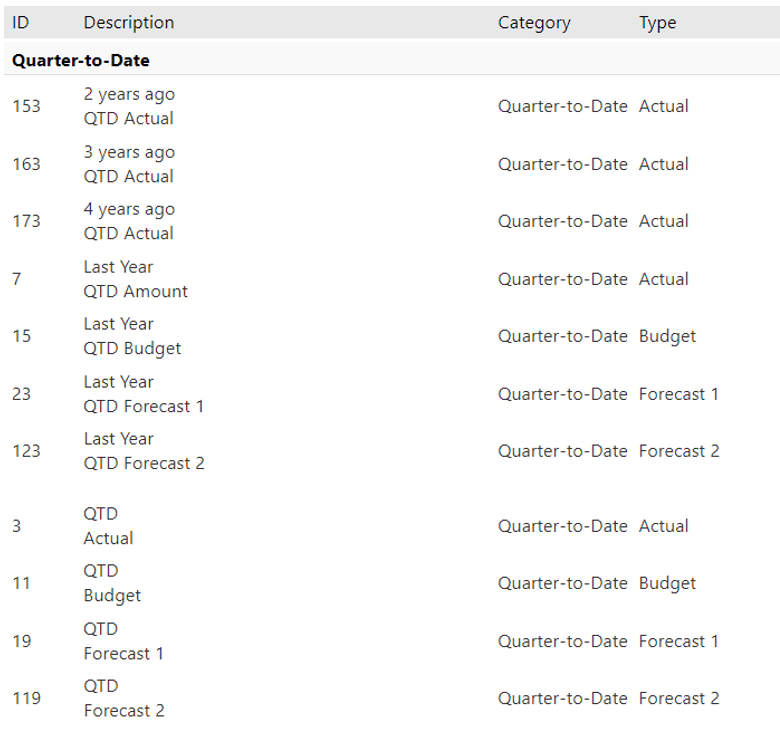 ID Description Category Type
Quarter-to-Date
153 2 years ago Quarter-to-Date Actual
QTD Actual
163 3 years ago Quarter-to-Date Actual
QTD Actual
173 4 years ago Quarter-to-Date Actual
QTD Actual
7 Last Year Quarter-to-Date Actual
QTD Amount
15 Last Year Quarter-to-Date Budget
QTD Budget
23 Last Year Quarter-to-Date Forecast 1
QTD Forecast 1
123 Last Year Quarter-to-Date Forecast 2
QTD Forecast 2
3 QTD Quarter-to-Date Actual
Actual
11 QTD Quarter-to-Date Budget
Budget
19 QTD Quarter-to-Date Forecast 1
Forecast 1
119 QTD Quarter-to-Date Forecast 2
Forecast 2